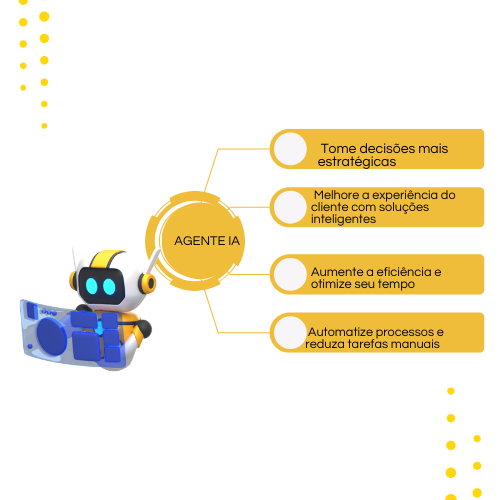 Tome decisões mais
estratégicas
Melhore a experiência do
cliente com soluções
inteligentes
AGENTE IA
Aumente a eficiência e
otimize seu tempo
Automatize processos e
reduza tarefas manuais